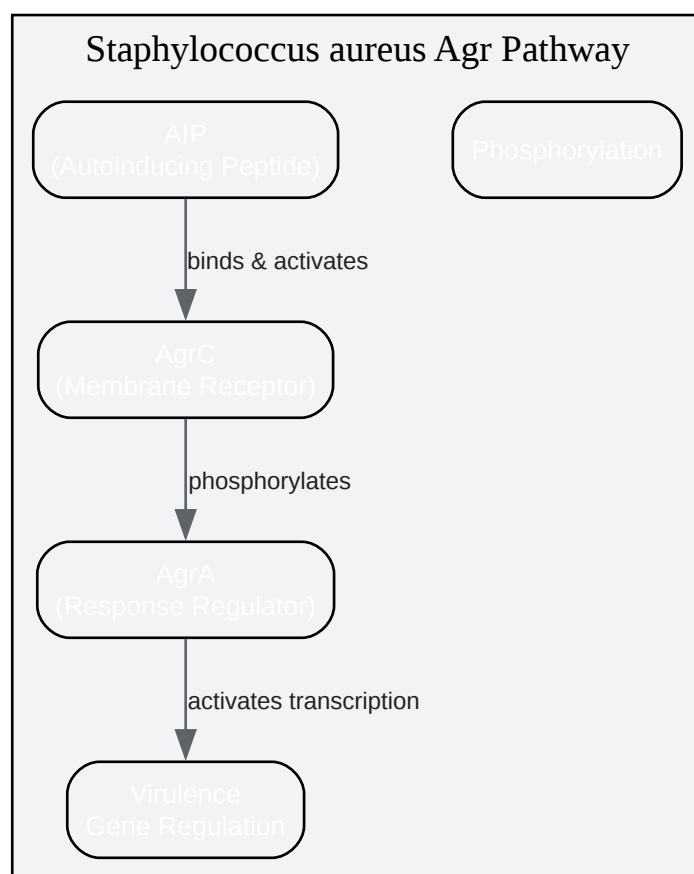 Staphylococcus aureus Agr Pathway
AIP
(Autoinducing Peptide)
Phosphorylation
binds & activates
AgrC
(Membrane Receptor)
phosphorylates
AgrA
(Response Regulator)
activates transcription
Virulence
Gene Regulation